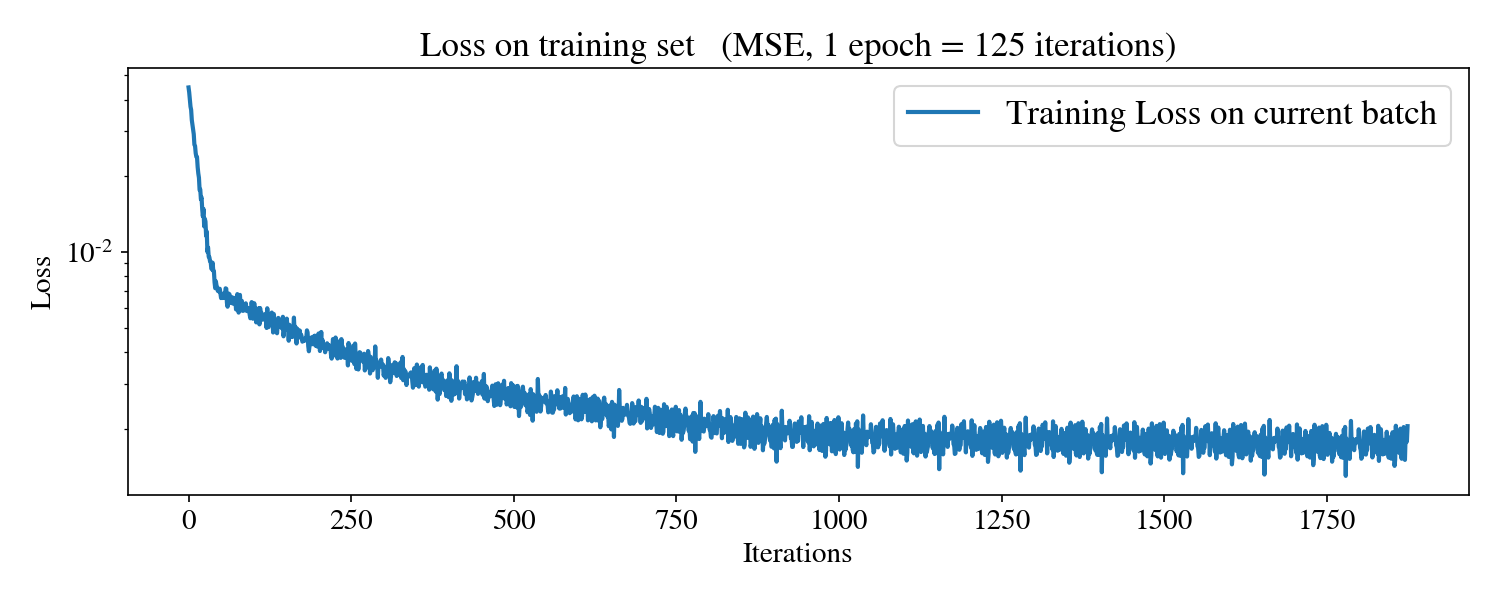 Loss on training set   (MSE, 1 epoch = 125 iterations)
Training Loss on current batch
Loss
10⁻²
0 250 500 750 1000 1250 1500 1750
Iterations